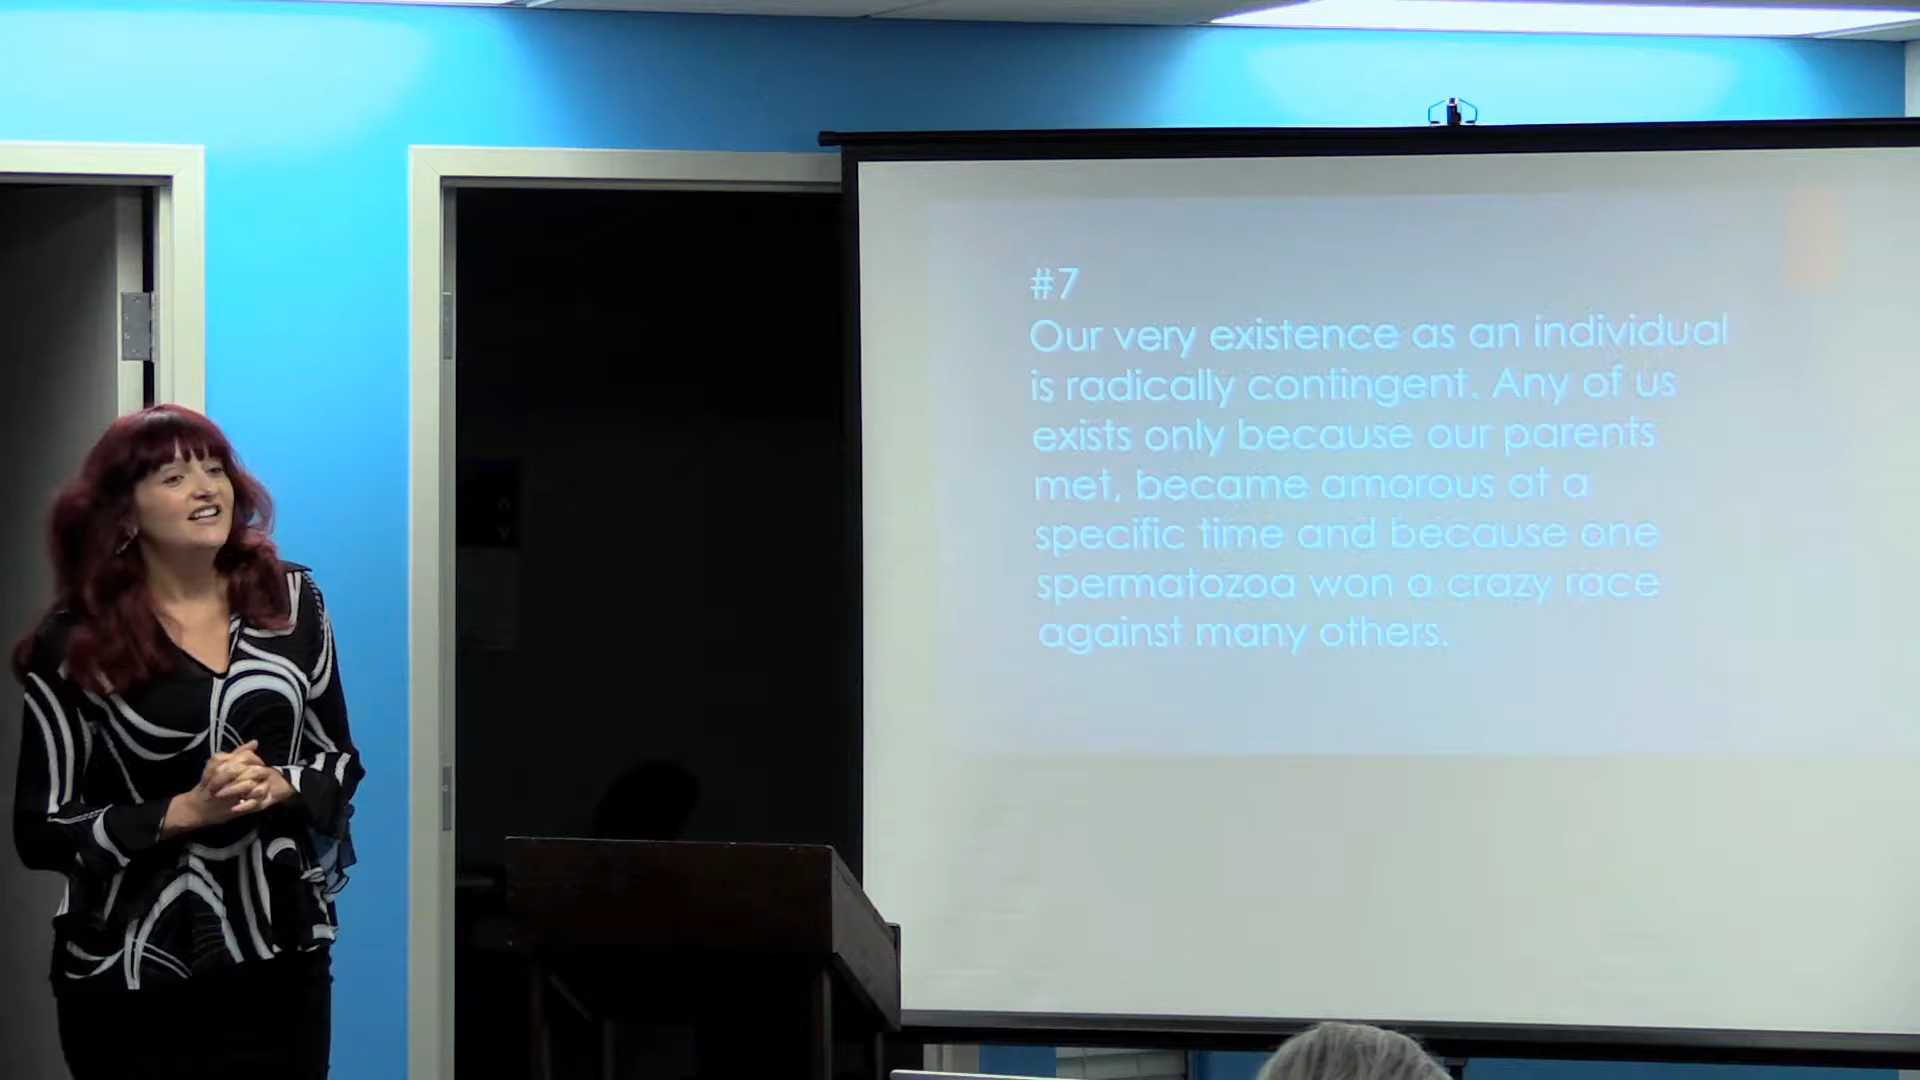 #7
Our very existence as an individual
is radically contingent. Any of us
exists only because our parents
met, became amorous at a
specific time and because one
spermatozoa won a crazy race
against many others.